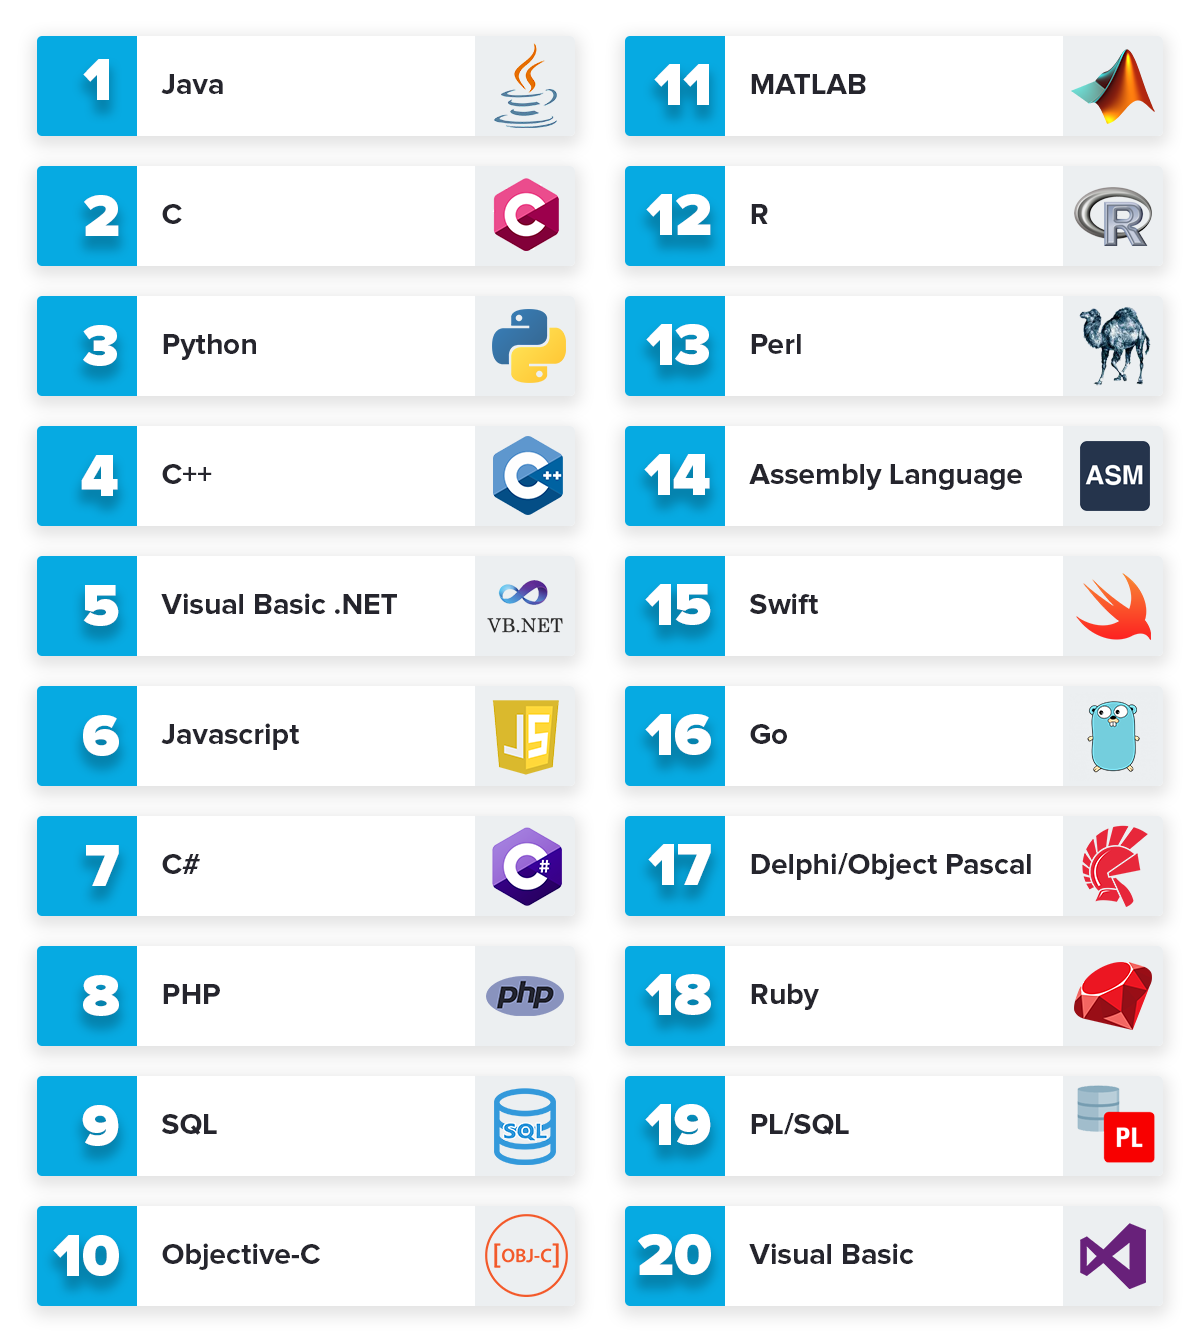 1 Java
2 C
3 Python
4 C++
5 Visual Basic .NET VB.NET
6 Javascript JS
7 C#
8 PHP php
9 SQL SQL
10 Objective-C [OBJ-C]
11 MATLAB
12 R R
13 Perl
14 Assembly Language ASM
15 Swift
16 Go
17 Delphi/Object Pascal
18 Ruby
19 PL/SQL PL
20 Visual Basic